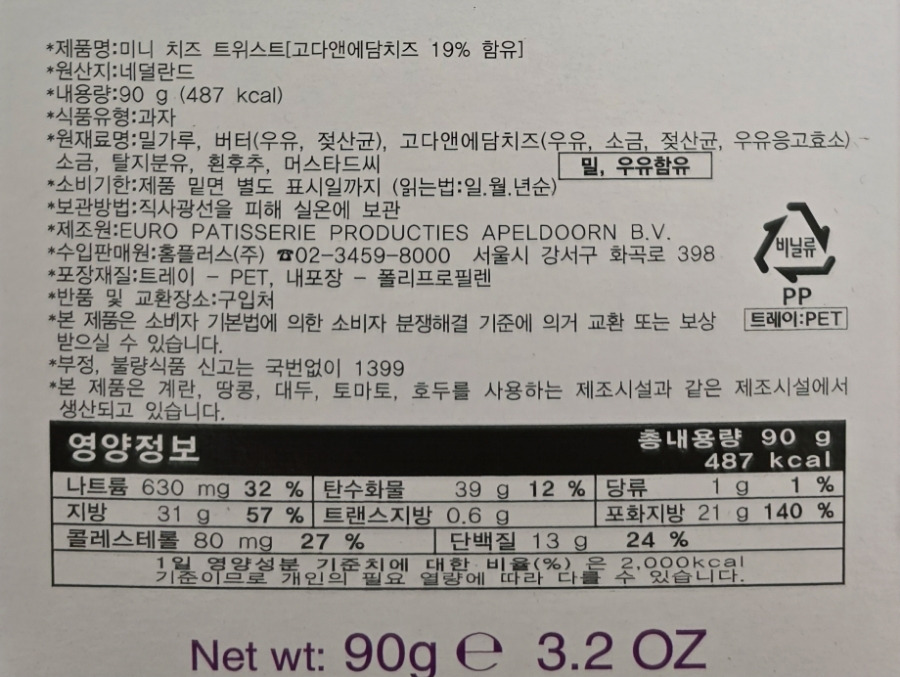 *제품명:미니 치즈 트위스트[고다앤에담치즈 19% 함유]
*원산지:네덜란드
*내용량:90 g (487 kcal)
*식품유형:과자
*원재료명:밀가루, 버터(우유, 젖산균), 고다앤에담치즈(우유, 소금, 젖산균, 우유응고효소)
소금, 탈지분유, 흰후추, 머스타드씨
밀, 우유함유
*소비기한:제품 밑면 별도 표시일까지 (읽는법:일.월.년순)
*보관방법:직사광선을 피해 실온에 보관
*제조원:EURO PATISSERIE PRODUCTIES APELDOORN B.V.
*수입판매원:홈플러스(주) ☎02-3459-8000 서울시 강서구 화곡로 398
*포장재질:트레이 - PET, 내포장 - 폴리프로필렌
*반품 및 교환장소:구입처
*본 제품은 소비자 기본법에 의한 소비자 분쟁해결 기준에 의거 교환 또는 보상
받으실 수 있습니다.
*부정, 불량식품 신고는 국번없이 1399
*본 제품은 계란, 땅콩, 대두, 토마토, 호두를 사용하는 제조시설과 같은 제조시설에서
생산되고 있습니다.
비닐류
PP
트레이:PET
영양정보
총내용량 90 g
487 kcal
나트륨 630 mg 32 % 탄수화물 39 g 12 % 당류 1 g 1 %
지방 31 g 57 % 트랜스지방 0.6 g 포화지방 21 g 140 %
콜레스테롤 80 mg 27 % 단백질 13 g 24 %
1일 영양성분 기준치에 대한 비율(%) 은 2,000kcal
기준이므로 개인의 필요 열량에 따라 다를 수 있습니다.
Net wt: 90g ℮ 3.2 OZ